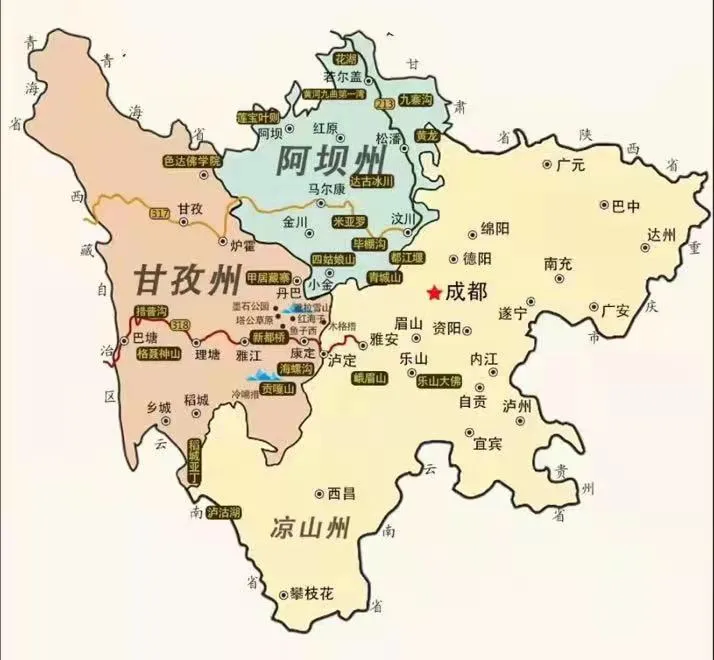 青
海
省
青
海
省
甘
肃
省
陕
西
省
花湖
若尔盖
黄河九曲第一湾
213
九寨沟
莲宝叶则
阿坝
红原
松潘
黄龙
阿坝州
色达佛学院
达古冰川
马尔康
广元
巴中
达州
西
藏
自
治
区
317
甘孜
炉霍
金川
米亚罗
汶川
毕棚沟
绵阳
德阳
南充
重
庆
市
甘孜州
甲居藏寨
丹巴
四姑娘山
小金
都江堰
青城山
成都
遂宁
广安
措普沟
318
墨石公园
雅拉雪山
塔公草原
红海子
鱼子西
木格措
巴塘
格聂神山
理塘
雅江
新都桥
康定
泸定
雅安
眉山
资阳
海螺沟
贡嘎山
冷嘎措
峨眉山
乐山
乐山大佛
内江
自贡
泸州
宜宾
乡城
稻城
稻城亚丁
云
南
省
泸沽湖
西昌
凉山州
攀枝花
云
南
省
贵
州
省